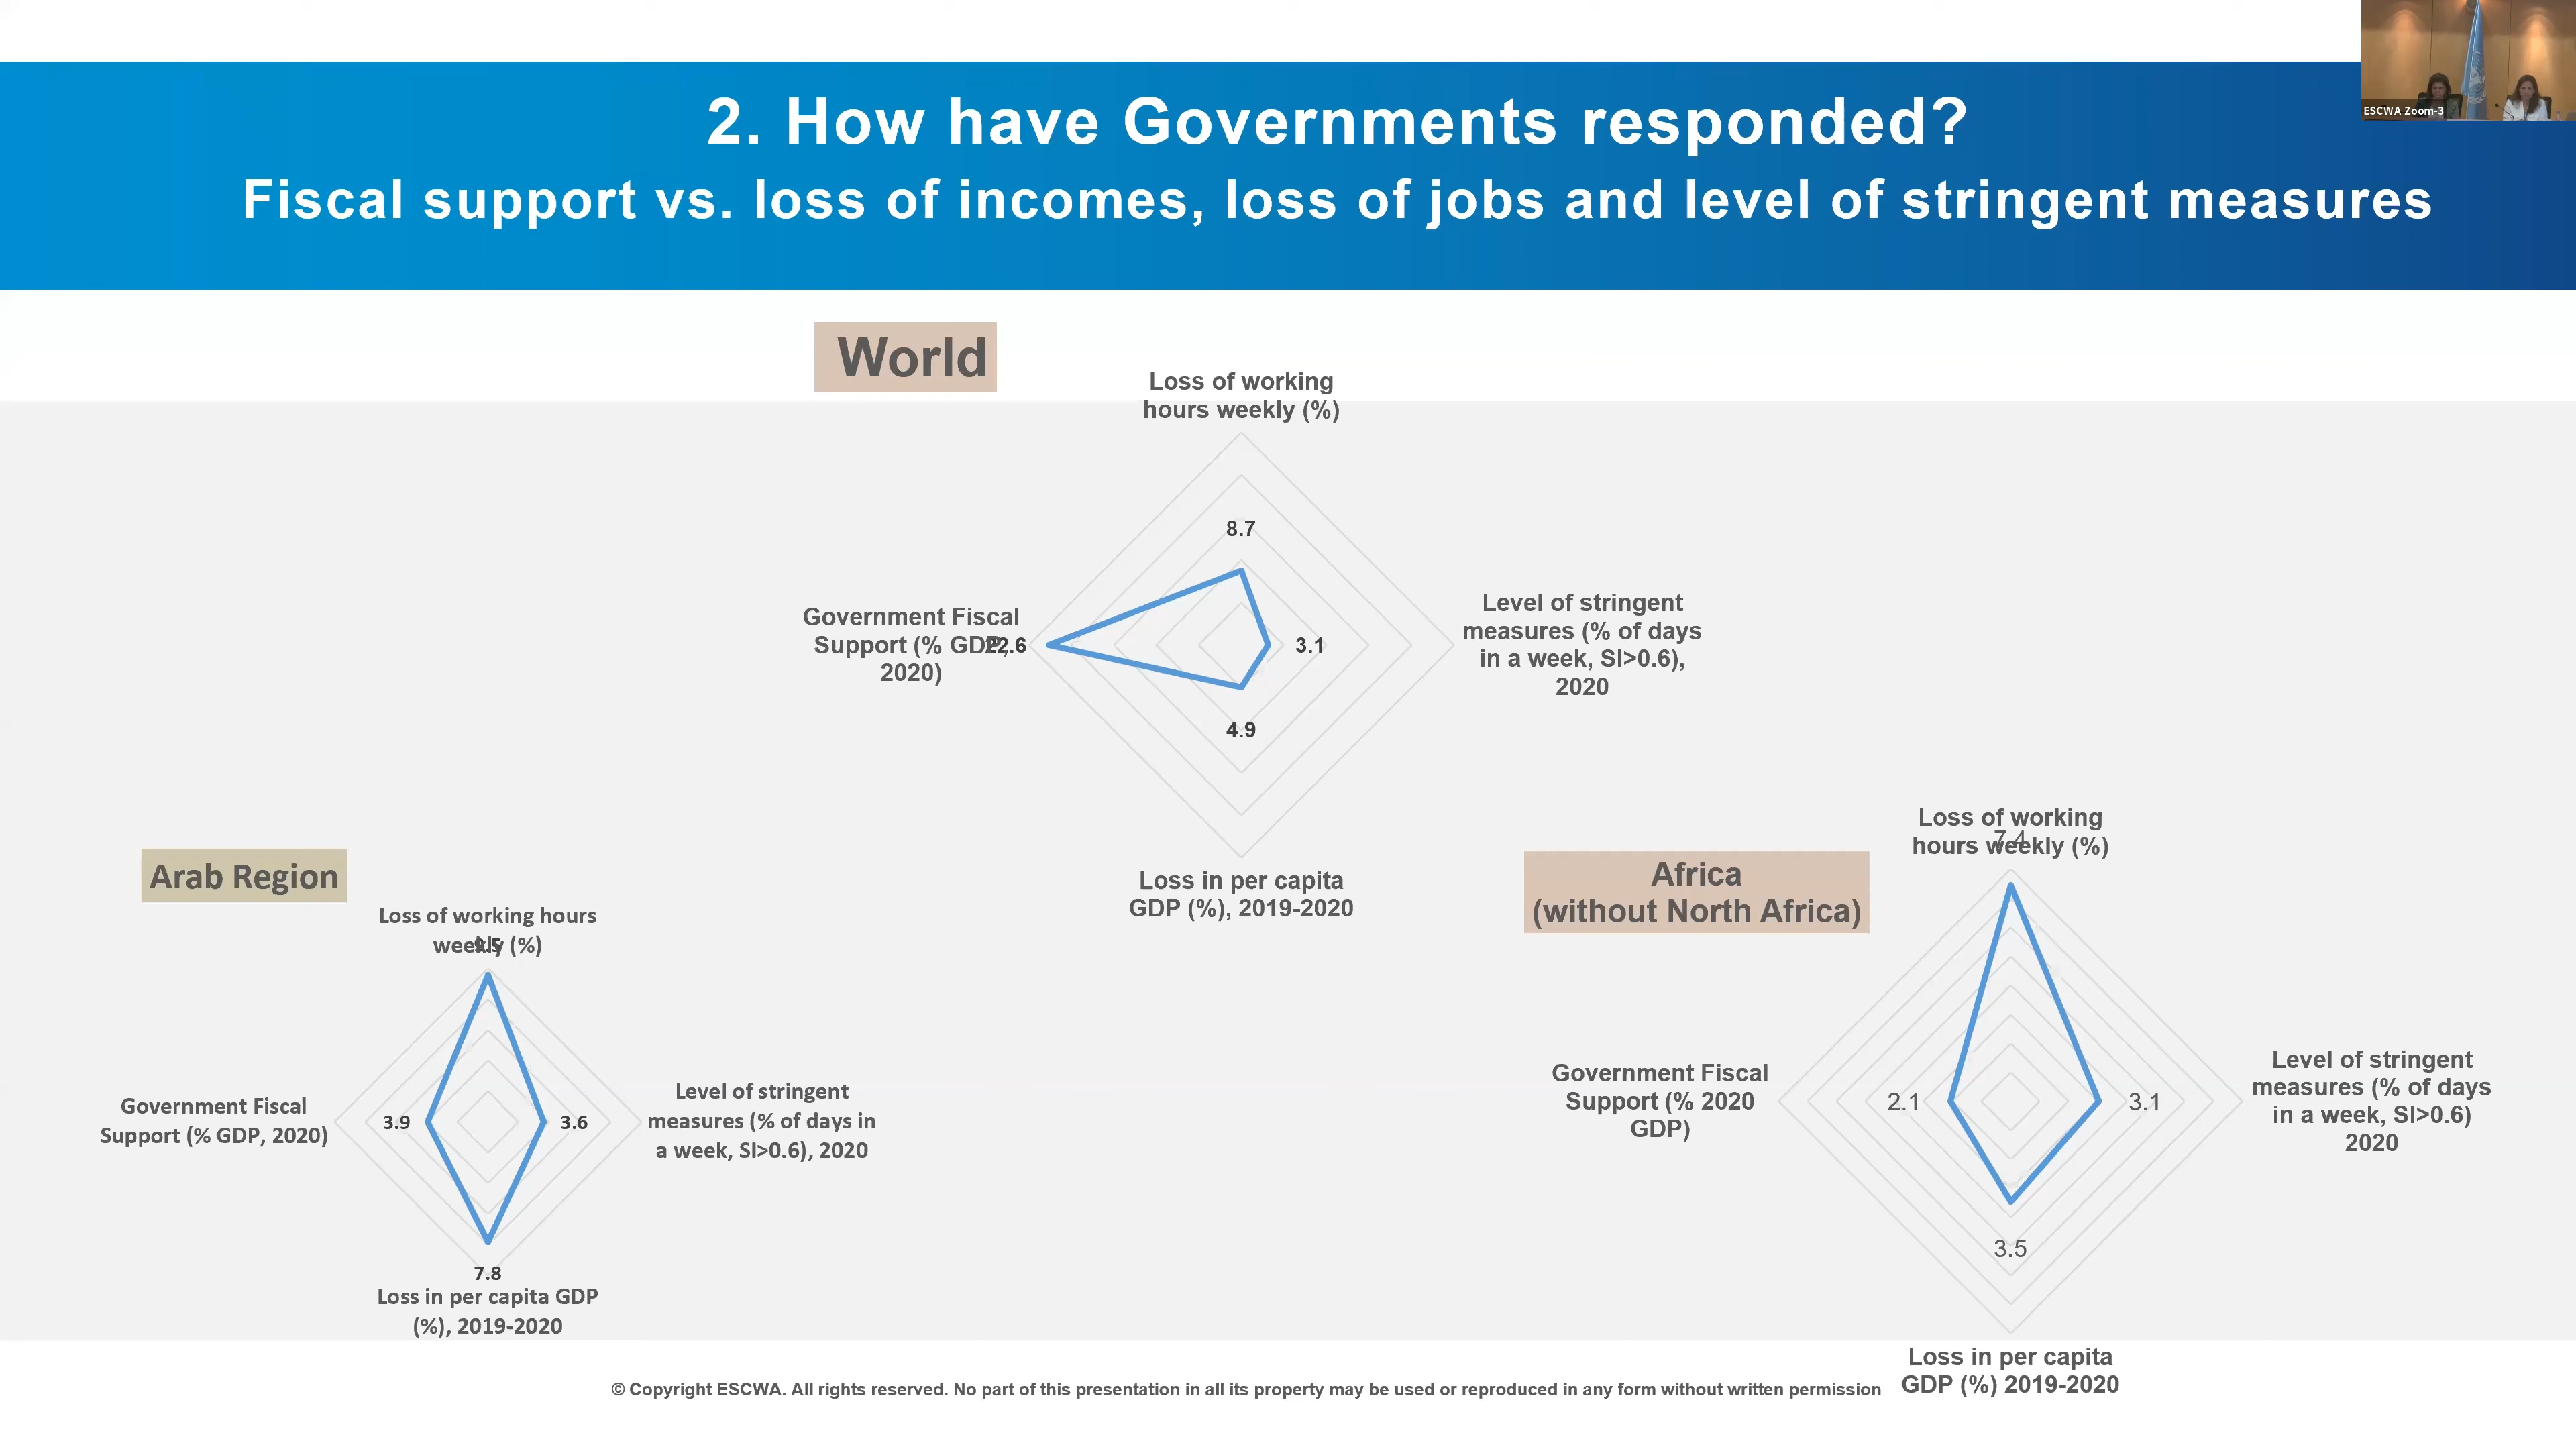 2. How have Governments responded?
Fiscal support vs. loss of incomes, loss of jobs and level of stringent measures
ESCWA Zoom-3
World
Loss of working
hours weekly (%)
8.7
Government Fiscal
Support (% GDP,
2020)
22.6
3.1
Level of stringent
measures (% of days
in a week, SI>0.6),
2020
4.9
Loss in per capita
GDP (%), 2019-2020
Arab Region
Loss of working hours
weekly (%)
9.5
Government Fiscal
Support (% GDP, 2020)
3.9
3.6
Level of stringent
measures (% of days in
a week, SI>0.6), 2020
7.8
Loss in per capita GDP
(%), 2019-2020
Africa
(without North Africa)
Loss of working
hours weekly (%)
7.4
Government Fiscal
Support (% 2020
GDP)
2.1
3.1
Level of stringent
measures (% of days
in a week, SI>0.6)
2020
3.5
Loss in per capita
GDP (%) 2019-2020
© Copyright ESCWA. All rights reserved. No part of this presentation in all its property may be used or reproduced in any form without written permission